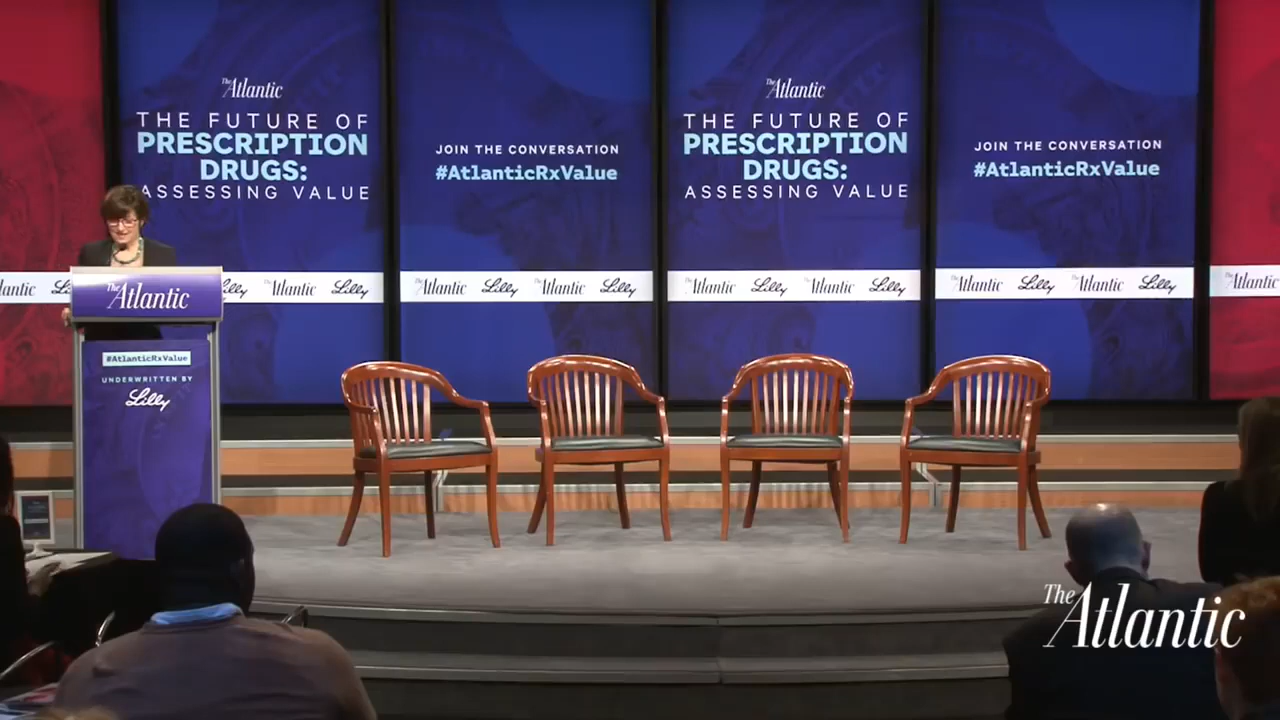 The Atlantic
THE FUTURE OF
PRESCRIPTION
DRUGS:
ASSESSING VALUE
JOIN THE CONVERSATION
#AtlanticRxValue
The Atlantic
THE FUTURE OF
PRESCRIPTION
DRUGS:
ASSESSING VALUE
JOIN THE CONVERSATION
#AtlanticRxValue
The Atlantic Lilly
The Atlantic Lilly The Atlantic Lilly
The Atlantic Lilly The Atlantic Lilly
The Atlantic Lilly The Atlantic Lilly
The Atlantic
The Atlantic
#AtlanticRxValue
UNDERWRITTEN BY
Lilly
The Atlantic